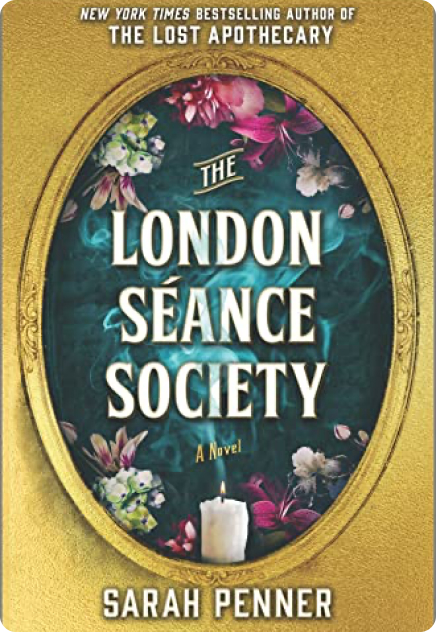 NEW YORK TIMES BESTSELLING AUTHOR OF
THE LOST APOTHECARY
THE
LONDON
SÉANCE
SOCIETY
A Novel
SARAH PENNER